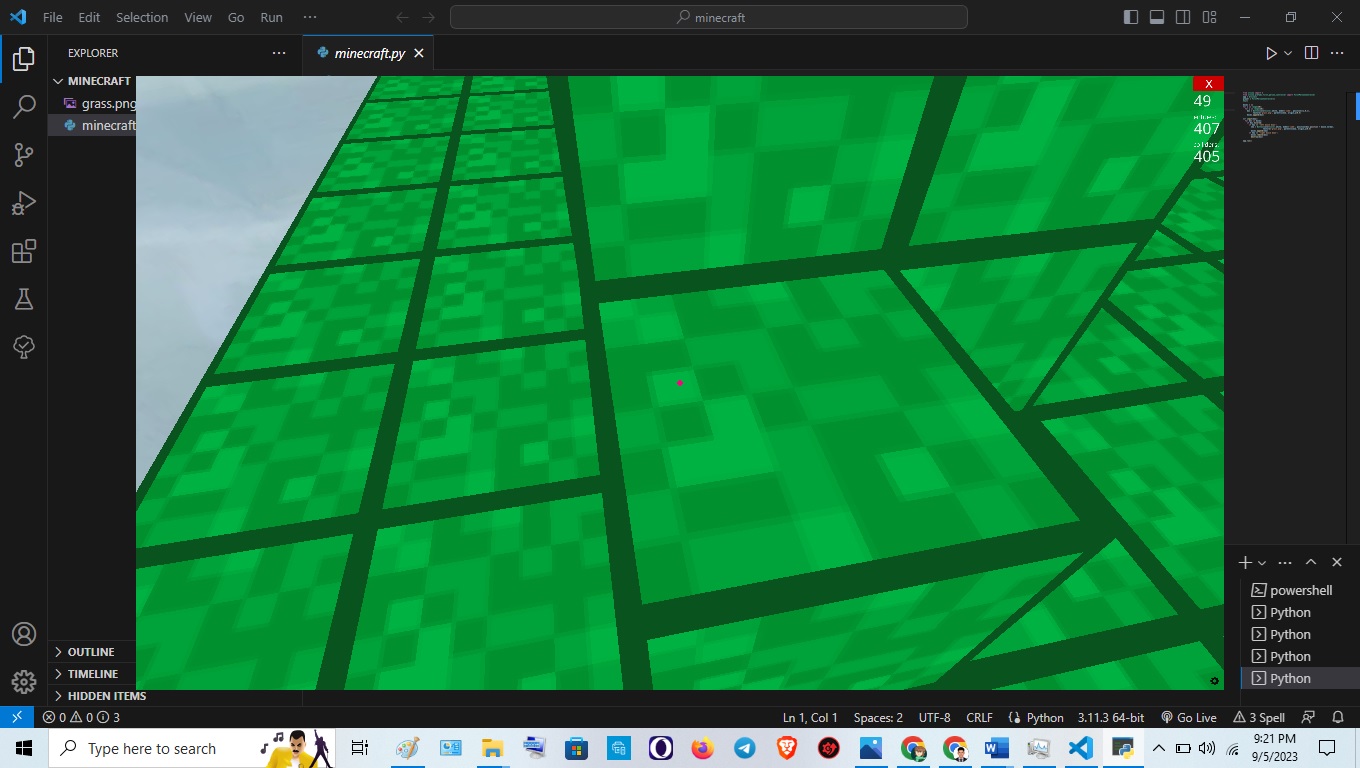 File Edit Selection View Go Run ···
minecraft
EXPLORER
minecraft.py
MINECRAFT
grass.png
minecraft
X
49
entities:
407
colliders:
405
powershell
Python
Python
Python
Python
OUTLINE
TIMELINE
HIDDEN ITEMS
0 0 3
Ln 1, Col 1 Spaces: 2 UTF-8 CRLF Python 3.11.3 64-bit Go Live 3 Spell
Type here to search
9:21 PM
9/5/2023